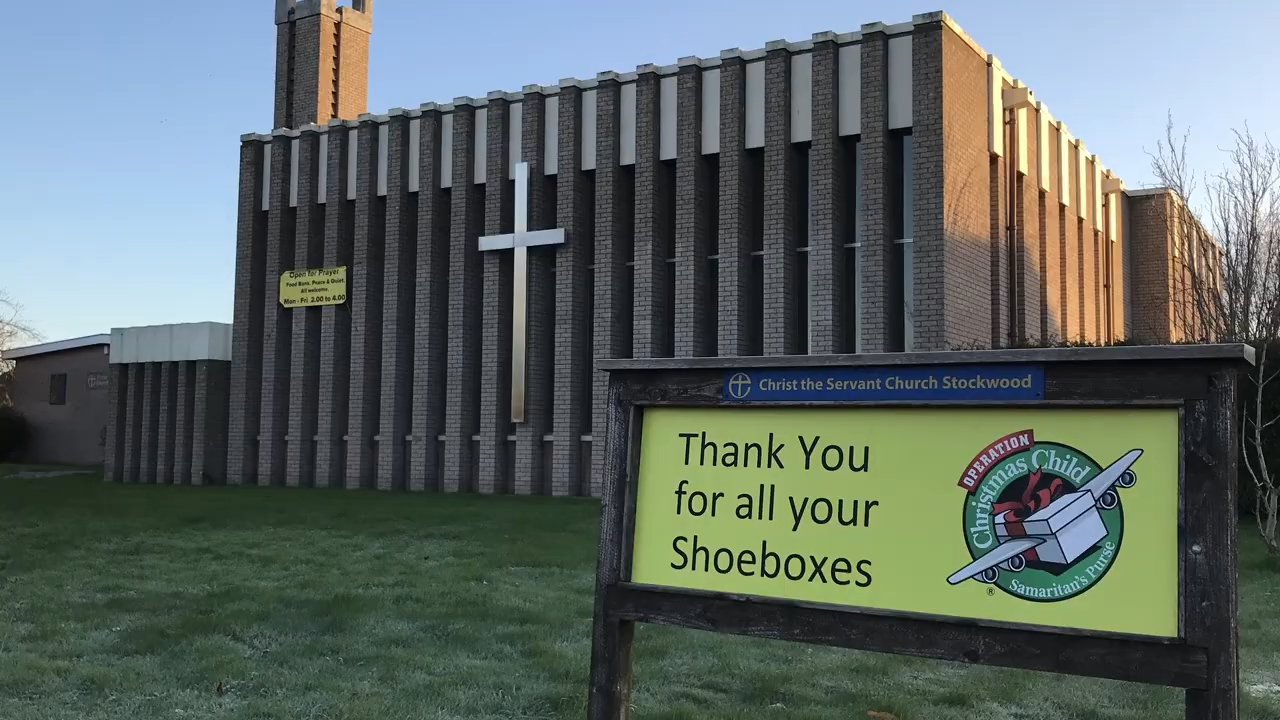 Open for Prayer
Food Bank, Peace & Quiet.
All welcome.
Mon - Fri 2.00 to 4.00
Christ the Servant Church Stockwood
Thank You
for all your
Shoeboxes
OPERATION
Christmas Child
Samaritan's Purse
®